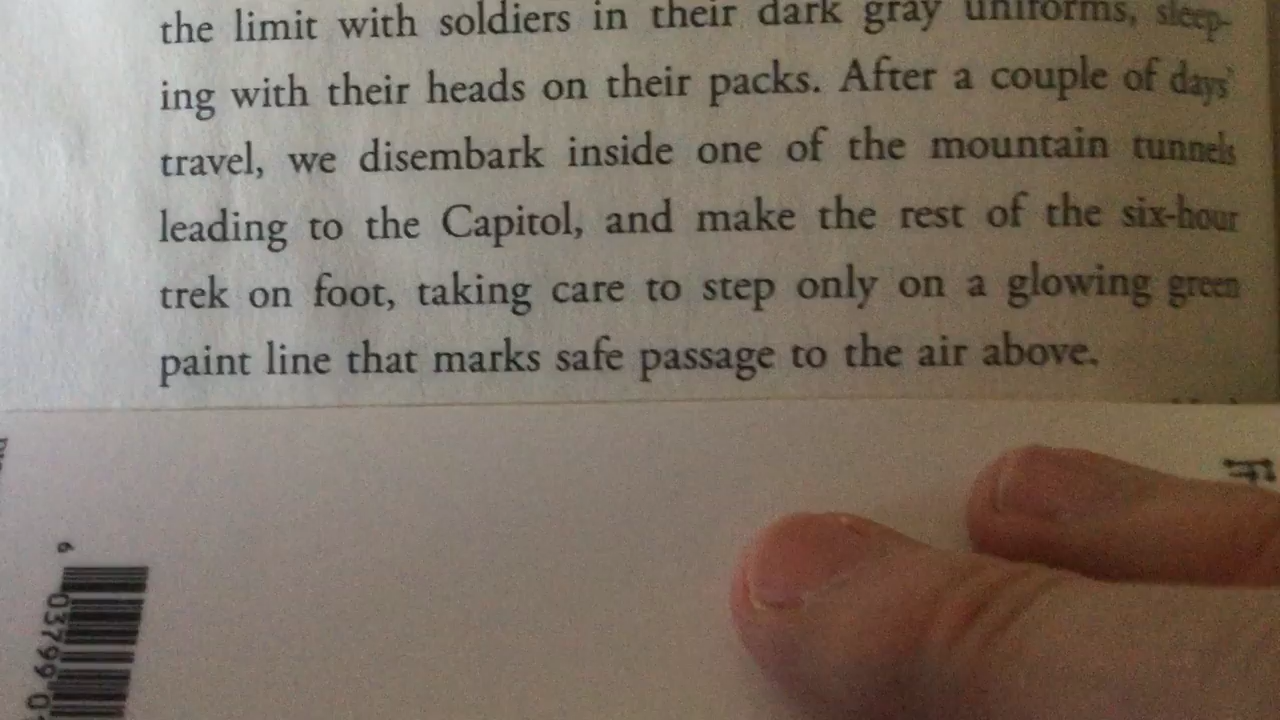 the limit with soldiers in their dark gray uniforms, sleep-
ing with their heads on their packs. After a couple of days'
travel, we disembark inside one of the mountain tunnels
leading to the Capitol, and make the rest of the six-hour
trek on foot, taking care to step only on a glowing green
paint line that marks safe passage to the air above.
6
03799 0